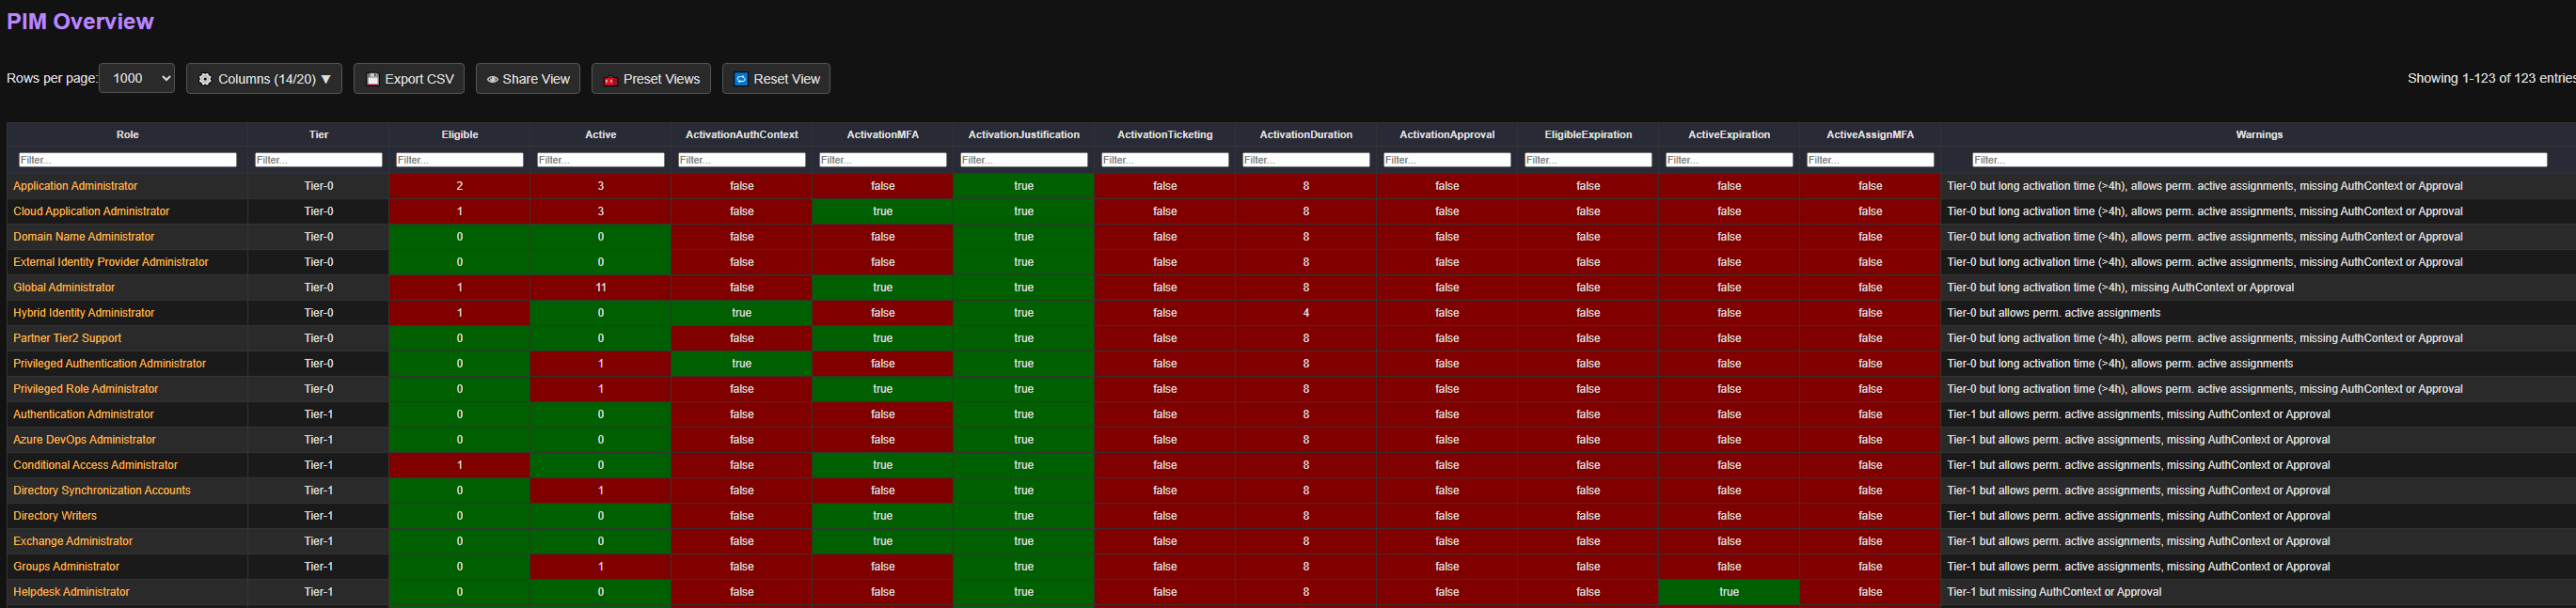 PIM Overview
Rows per page: 1000 Columns (14/20) ▼ Export CSV Share View Preset Views Reset View Showing 1-123 of 123 entries
Role Tier Eligible Active ActivationAuthContext ActivationMFA ActivationJustification ActivationTicketing ActivationDuration ActivationApproval EligibleExpiration ActiveExpiration ActiveAssignMFA Warnings
Filter... Filter... Filter... Filter... Filter... Filter... Filter... Filter... Filter... Filter... Filter... Filter... Filter... Filter...
Application Administrator Tier-0 2 3 false false true false 8 false false false false Tier-0 but long activation time (>4h), allows perm. active assignments, missing AuthContext or Approval
Cloud Application Administrator Tier-0 1 3 false true true false 8 false false false false Tier-0 but long activation time (>4h), allows perm. active assignments, missing AuthContext or Approval
Domain Name Administrator Tier-0 0 0 false false true false 8 false false false false Tier-0 but long activation time (>4h), allows perm. active assignments, missing AuthContext or Approval
External Identity Provider Administrator Tier-0 0 0 false false true false 8 false false false false Tier-0 but long activation time (>4h), allows perm. active assignments, missing AuthContext or Approval
Global Administrator Tier-0 1 11 false true true false 8 false false false false Tier-0 but long activation time (>4h), missing AuthContext or Approval
Hybrid Identity Administrator Tier-0 1 0 true false true false 4 false false false false Tier-0 but allows perm. active assignments
Partner Tier2 Support Tier-0 0 0 false true true false 8 false false false false Tier-0 but long activation time (>4h), allows perm. active assignments, missing AuthContext or Approval
Privileged Authentication Administrator Tier-0 0 1 true false true false 8 false false false false Tier-0 but long activation time (>4h), allows perm. active assignments
Privileged Role Administrator Tier-0 0 1 false true true false 8 false false false false Tier-0 but long activation time (>4h), allows perm. active assignments, missing AuthContext or Approval
Authentication Administrator Tier-1 0 0 false false true false 8 false false false false Tier-1 but allows perm. active assignments, missing AuthContext or Approval
Azure DevOps Administrator Tier-1 0 0 false false true false 8 false false false false Tier-1 but allows perm. active assignments, missing AuthContext or Approval
Conditional Access Administrator Tier-1 1 0 false true true false 8 false false false false Tier-1 but allows perm. active assignments, missing AuthContext or Approval
Directory Synchronization Accounts Tier-1 0 1 false false true false 8 false false false false Tier-1 but allows perm. active assignments, missing AuthContext or Approval
Directory Writers Tier-1 0 0 false true true false 8 false false false false Tier-1 but allows perm. active assignments, missing AuthContext or Approval
Exchange Administrator Tier-1 0 0 false true true false 8 false false false false Tier-1 but allows perm. active assignments, missing AuthContext or Approval
Groups Administrator Tier-1 0 1 false false true false 8 false false false false Tier-1 but allows perm. active assignments, missing AuthContext or Approval
Helpdesk Administrator Tier-1 0 0 false false true false 8 false false true false Tier-1 but missing AuthContext or Approval